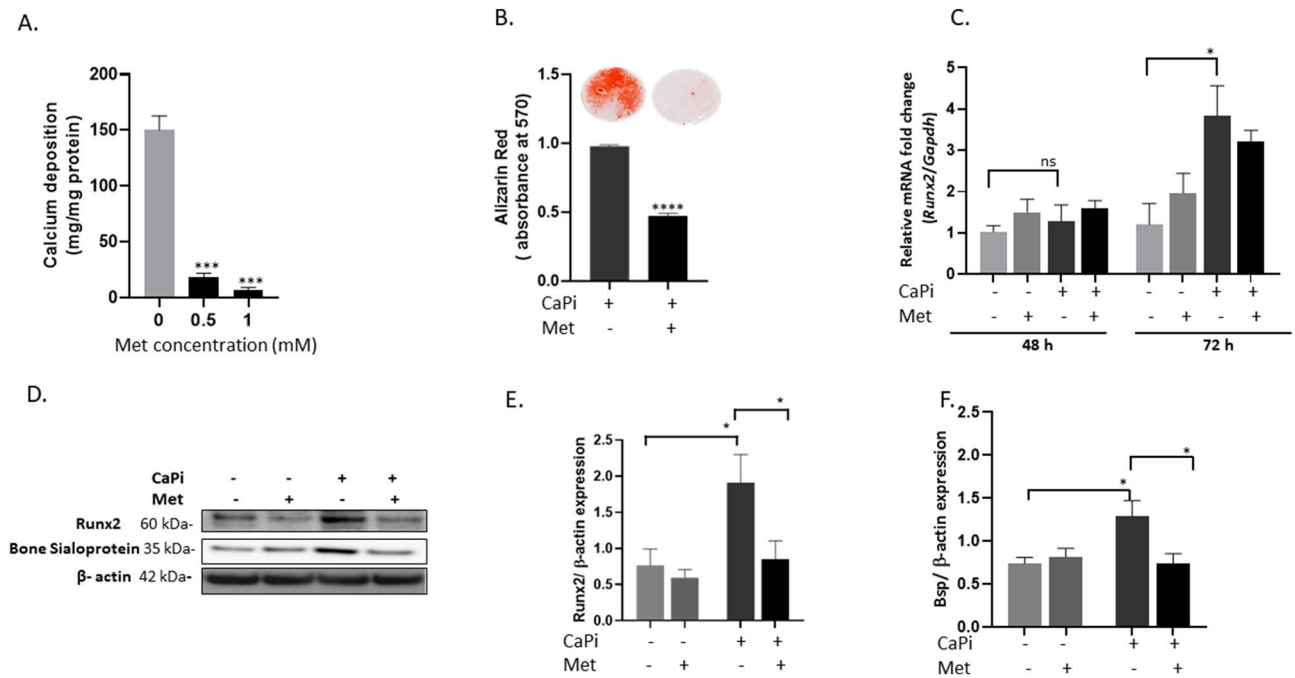 A.
Calcium deposition
(mg/mg protein)
200
150
100
50
0
***
***
0 0.5 1
Met concentration (mM)
B.
Alizarin Red
( absorbance at 570)
1.5
1.0
0.5
0.0
****
CaPi + +
Met - +
C.
Relative mRNA fold change
(Runx2/Gapdh)
5
4
3
2
1
0
ns
*
CaPi - - + + - - + +
Met - + - + - + - +
48 h 72 h
D.
CaPi - - + +
Met - + - +
Runx2 60 kDa-
Bone Sialoprotein 35 kDa-
β- actin 42 kDa-
E.
Runx2/ β-actin expression
2.5
2.0
1.5
1.0
0.5
0.0
*
*
CaPi - - + +
Met - + - +
F.
Bsp/ β-actin expression
2.5
2.0
1.5
1.0
0.5
0.0
*
*
CaPi - - + +
Met - + - +